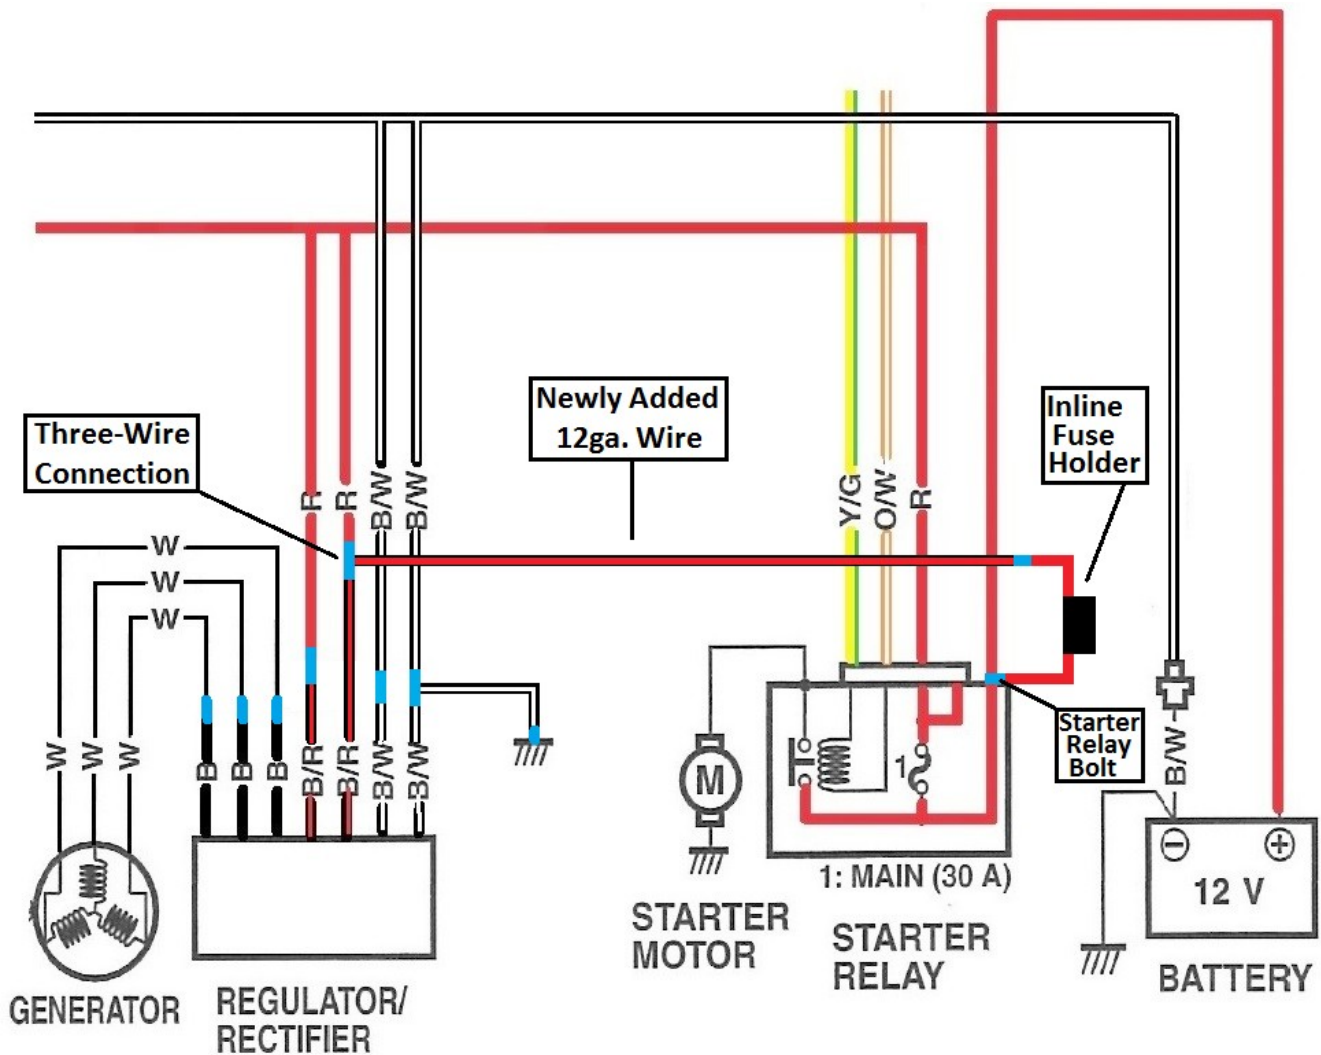 Newly Added
12ga. Wire
Inline
Fuse
Holder
Three-Wire
Connection
R
R
B/W
B/W
Y/G
O/W
R
W
W
W
W
W
W
B
B
B
B/R
B/R
B/W
B/W
Starter
Relay
Bolt
B/W
M
1
1: MAIN (30 A)
12 V
STARTER
MOTOR
STARTER
RELAY
BATTERY
GENERATOR
REGULATOR/
RECTIFIER